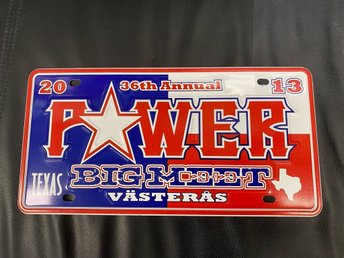 20 36th Annual 13
POWER
TEXAS BIG MEET
VÄSTERÅS